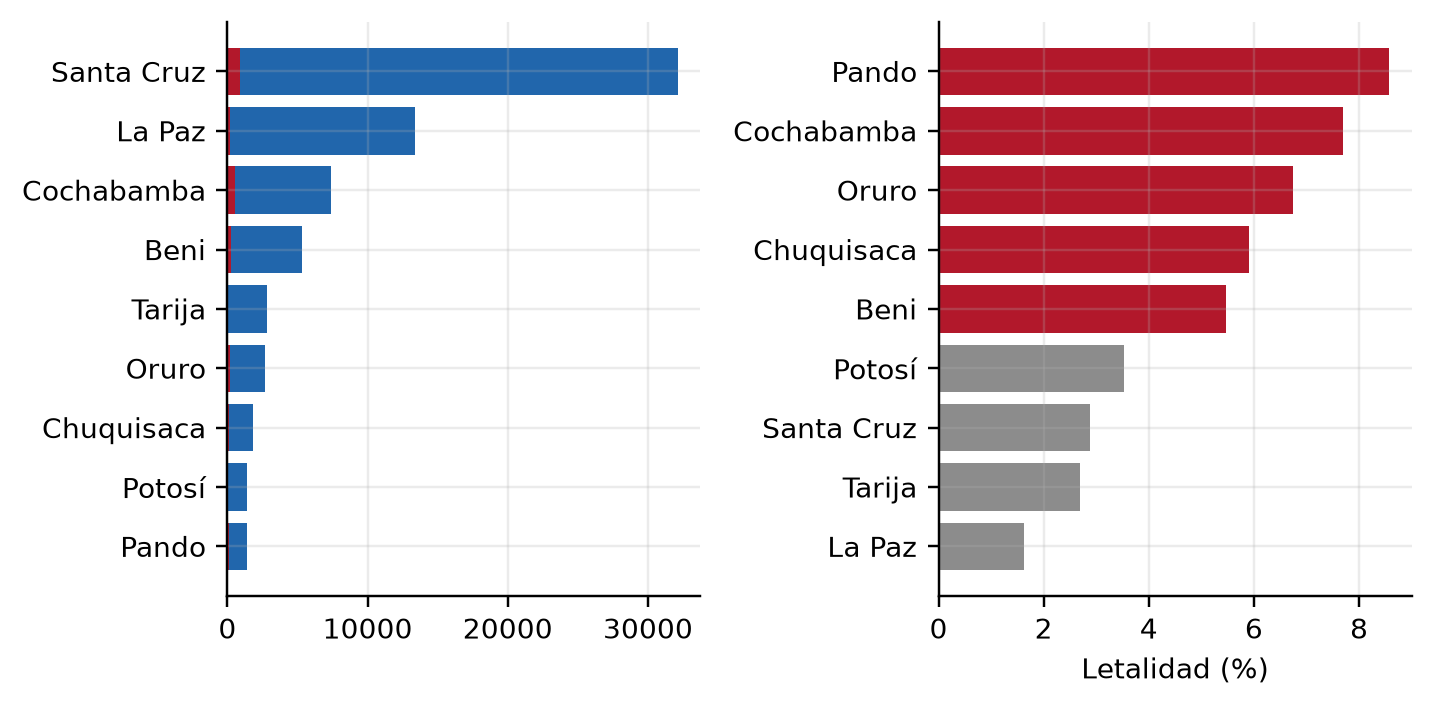 Santa Cruz
La Paz
Cochabamba
Beni
Tarija
Oruro
Chuquisaca
Potosí
Pando
0 10000 20000 30000
Pando
Cochabamba
Oruro
Chuquisaca
Beni
Potosí
Santa Cruz
Tarija
La Paz
0 2 4 6 8
Letalidad (%)